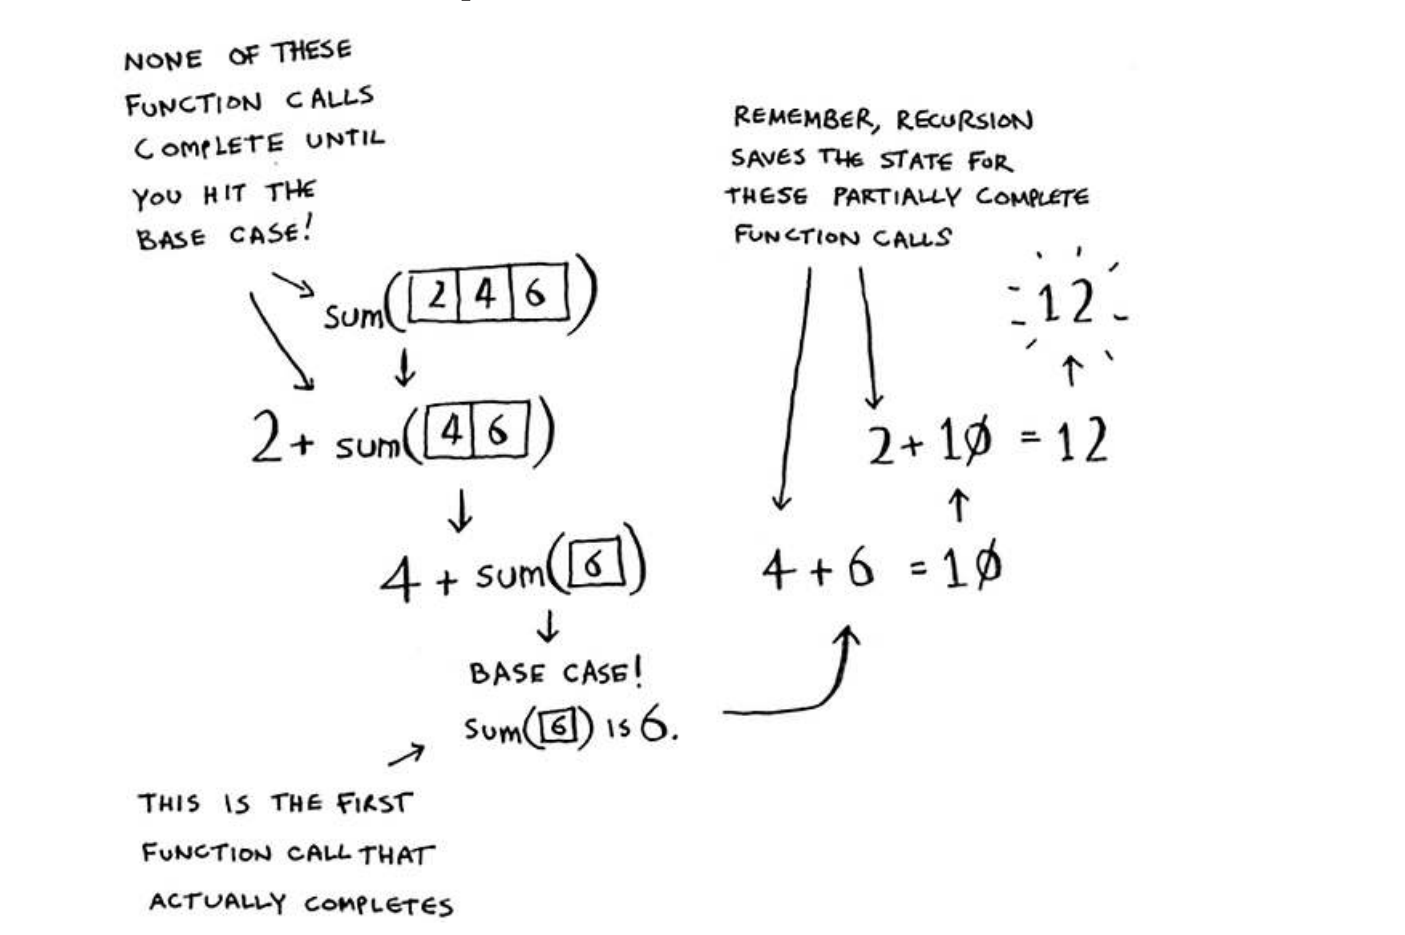 NONE OF THESE
FUNCTION CALLS
COMPLETE UNTIL
YOU HIT THE
BASE CASE!
sum([2 4 6])
2 + sum([4 6])
4 + sum([6])
BASE CASE!
sum([6]) is 6.
THIS IS THE FIRST
FUNCTION CALL THAT
ACTUALLY COMPLETES
REMEMBER, RECURSION
SAVES THE STATE FOR
THESE PARTIALLY COMPLETE
FUNCTION CALLS
12
2 + 10 = 12
4 + 6 = 10